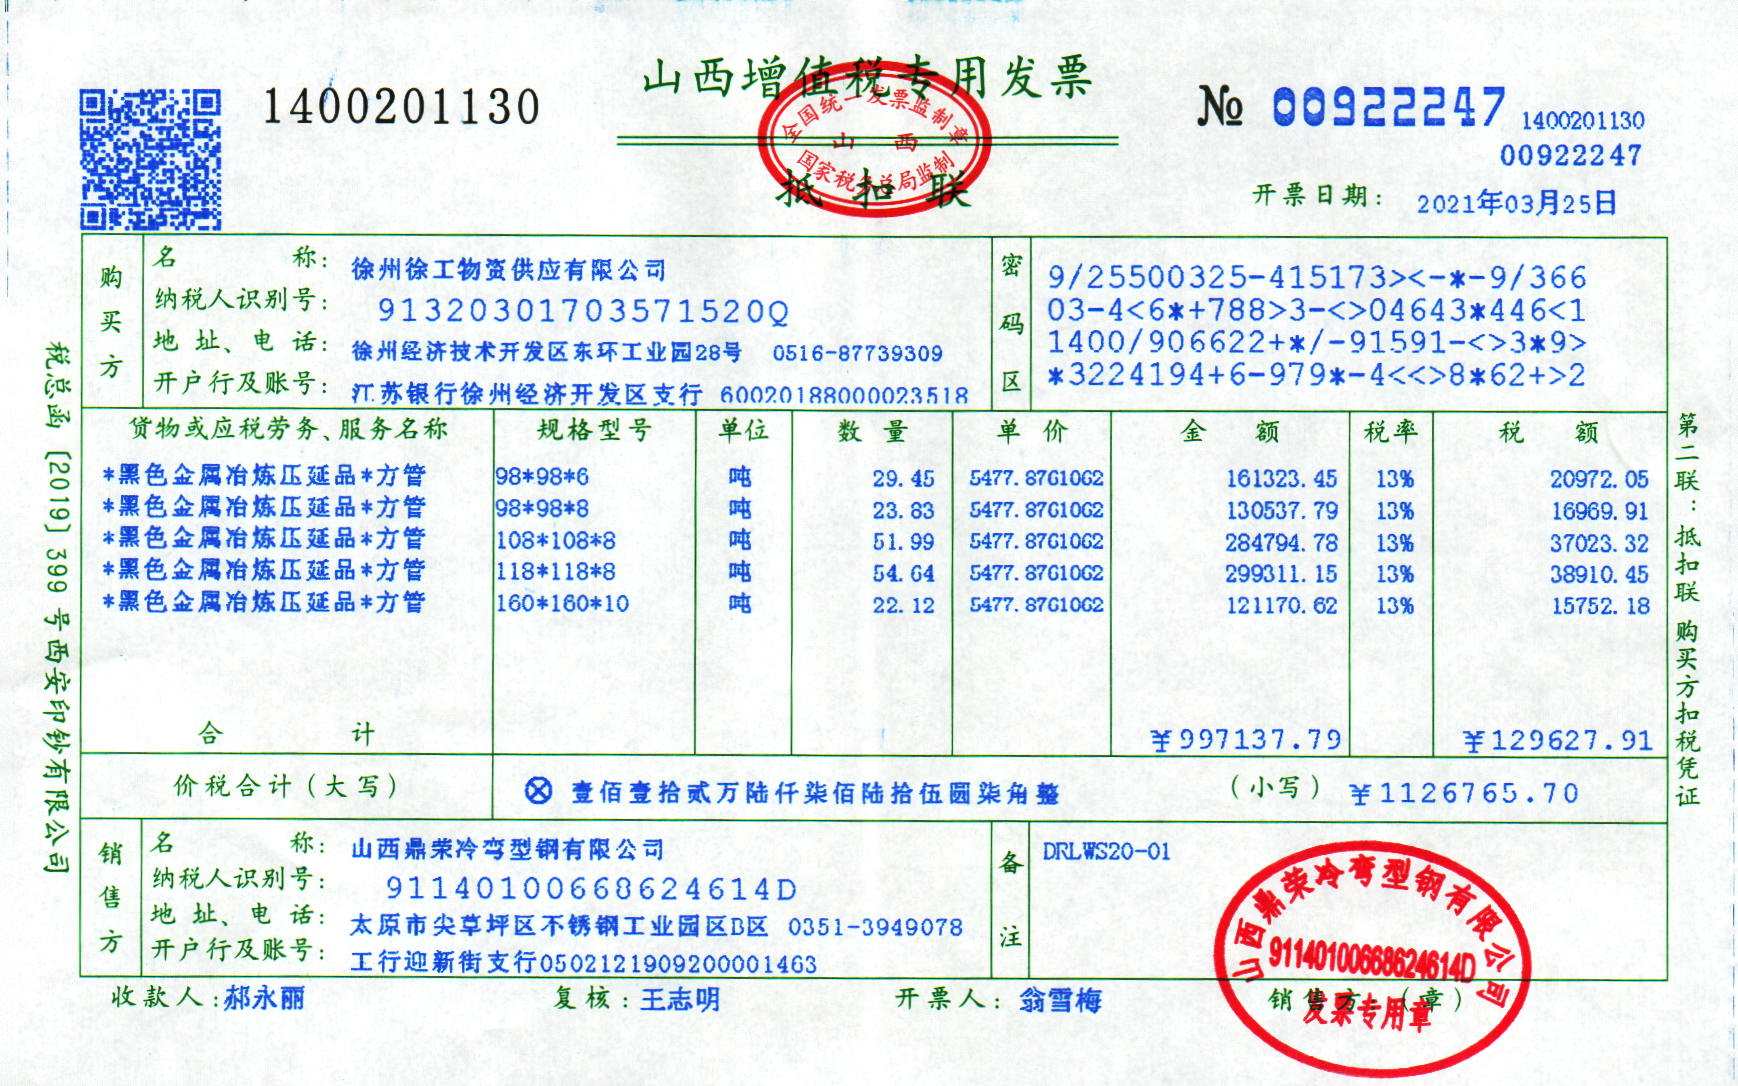 山西增值税专用发票
1400201130
№ 00922247
1400201130
00922247
全国统一发票监制章
山西
国家税务总局监制
抵扣联
开票日期： 2021年03月25日
购买方
名 称： 徐州徐工物资供应有限公司
纳税人识别号： 91320301703571520Q
地 址、电 话： 徐州经济技术开发区东环工业园28号 0516-87739309
开户行及账号： 江苏银行徐州经济开发区支行 60020188000023518
密码区
9/25500325-415173><-*-9/366
03-4<6*+788>3-<>04643*446<1
1400/906622+*/-91591-<>3*9>
*3224194+6-979*-4<<>8*62+>2
货物或应税劳务、服务名称 规格型号 单位 数 量 单 价 金 额 税率 税 额
*黑色金属冶炼压延品*方管 98*98*6 吨 29.45 5477.8761062 161323.45 13% 20972.05
*黑色金属冶炼压延品*方管 98*98*8 吨 23.83 5477.8761062 130537.79 13% 16969.91
*黑色金属冶炼压延品*方管 108*108*8 吨 51.99 5477.8761062 284794.78 13% 37023.32
*黑色金属冶炼压延品*方管 118*118*8 吨 54.64 5477.8761062 299311.15 13% 38910.45
*黑色金属冶炼压延品*方管 160*160*10 吨 22.12 5477.8761062 121170.62 13% 15752.18
合 计 ￥997137.79 ￥129627.91
价税合计（大写） ⊗ 壹佰壹拾贰万陆仟柒佰陆拾伍圆柒角整 （小写） ￥1126765.70
销售方
名 称： 山西鼎荣冷弯型钢有限公司
纳税人识别号： 91140100668624614D
地 址、电 话： 太原市尖草坪区不锈钢工业园区B区 0351-3949078
开户行及账号： 工行迎新街支行0502121909200001463
备注
DRLWS20-01
收款人：郝永丽 复核：王志明 开票人：翁雪梅 销售方：（章）
山西鼎荣冷弯型钢有限公司
91140100668624614D
发票专用章
税总函〔2019〕399号西安印钞有限公司
第二联：抵扣联 购买方扣税凭证